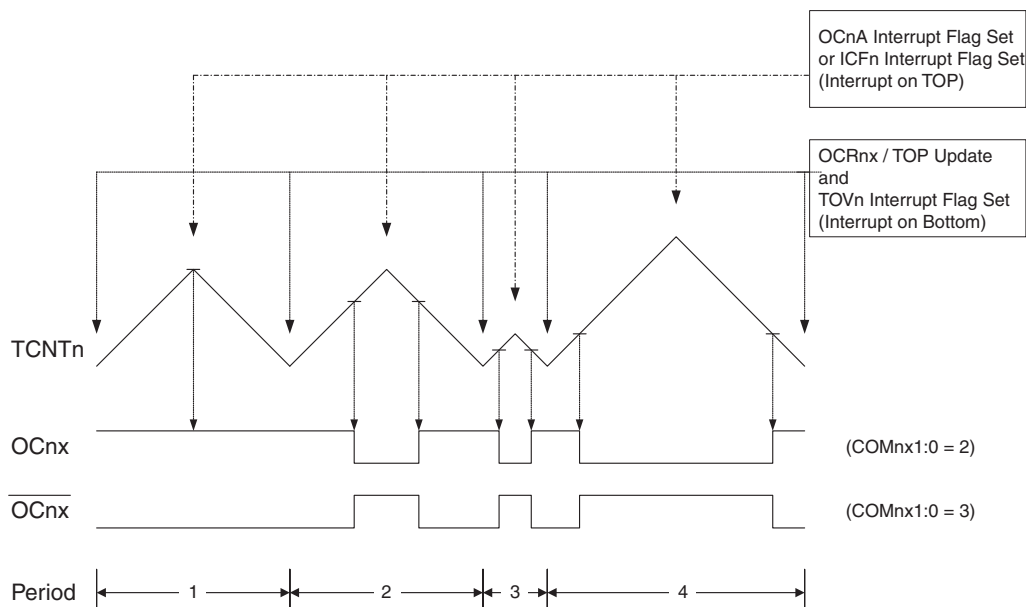 OCnA Interrupt Flag Set
or ICFn Interrupt Flag Set
(Interrupt on TOP)
OCRnx / TOP Update
and
TOVn Interrupt Flag Set
(Interrupt on Bottom)
TCNTn
OCnx
(COMnx1:0 = 2)
OCnx
(COMnx1:0 = 3)
Period
1
2
3
4